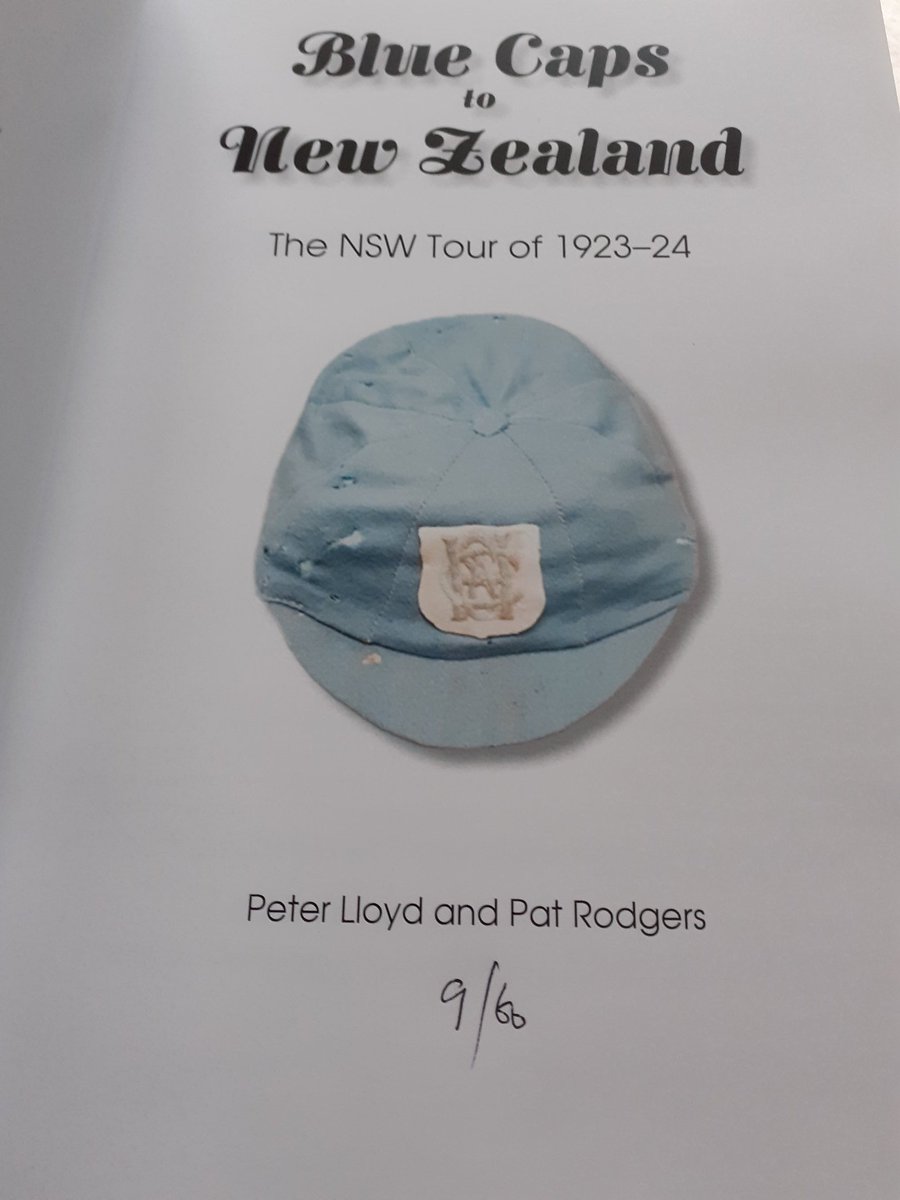 Blue Caps
to
New Zealand
The NSW Tour of 1923–24
Peter Lloyd and Pat Rodgers
9/60